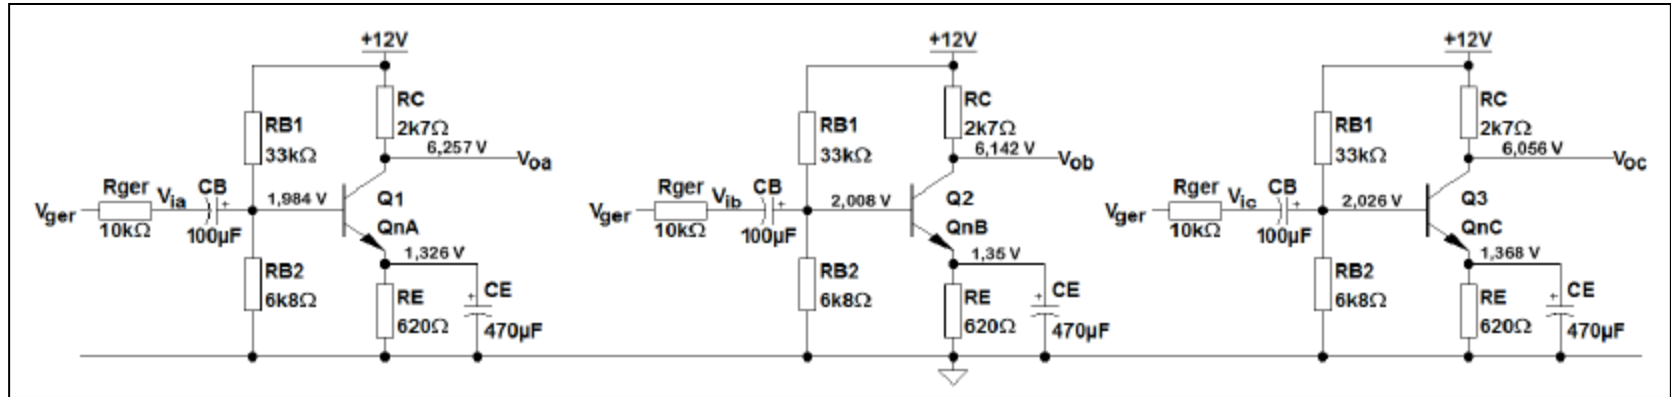 +12V
RC
2k7Ω
RB1
33kΩ
6,257 V
Voa
Rger
Via
CB
+
1,984 V
Q1
Vger
10kΩ
100µF
QnA
1,326 V
RB2
6k8Ω
RE
620Ω
+
CE
470µF
+12V
RC
2k7Ω
RB1
33kΩ
6,142 V
Vob
Rger
Vib
CB
+
2,008 V
Q2
Vger
10kΩ
100µF
QnB
1,35 V
RB2
6k8Ω
RE
620Ω
+
CE
470µF
+12V
RC
2k7Ω
RB1
33kΩ
6,056 V
Voc
Rger
Vic
CB
+
2,026 V
Q3
Vger
10kΩ
100µF
QnC
1,368 V
RB2
6k8Ω
RE
620Ω
+
CE
470µF